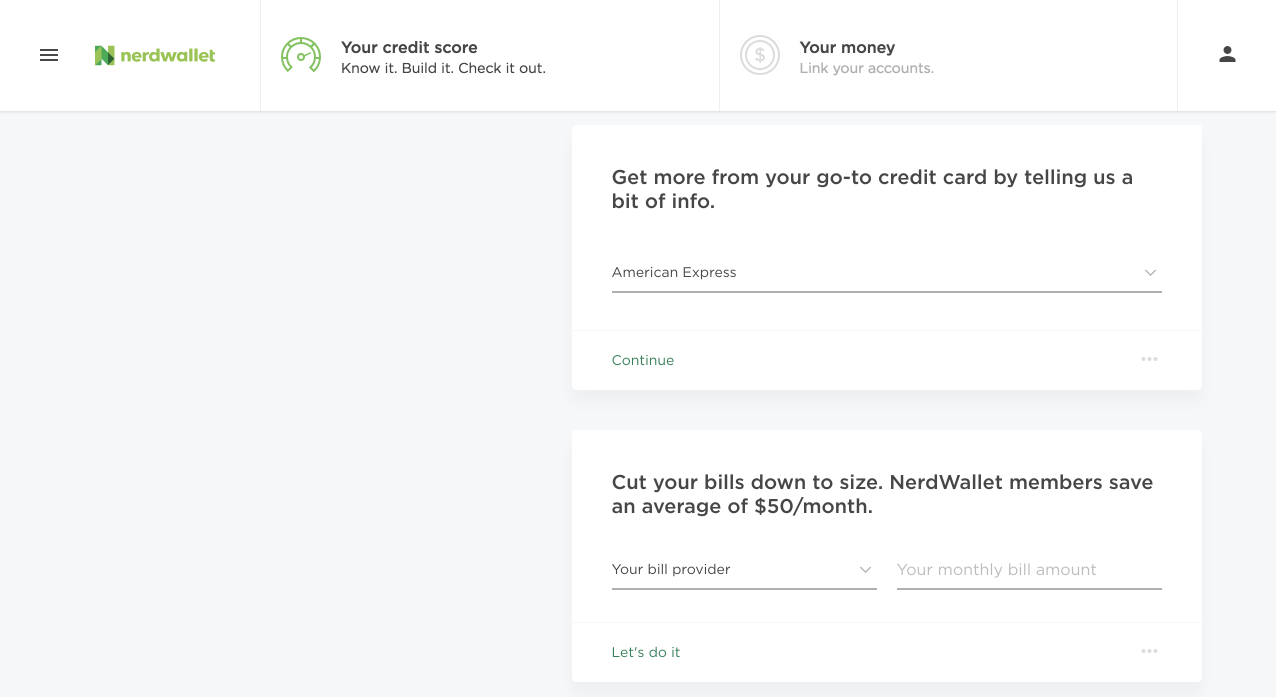 nerdwallet
Your credit score
Know it. Build it. Check it out.
$
Your money
Link your accounts.
Get more from your go-to credit card by telling us a
bit of info.
American Express
Continue
Cut your bills down to size. NerdWallet members save
an average of $50/month.
Your bill provider
Your monthly bill amount
Let's do it